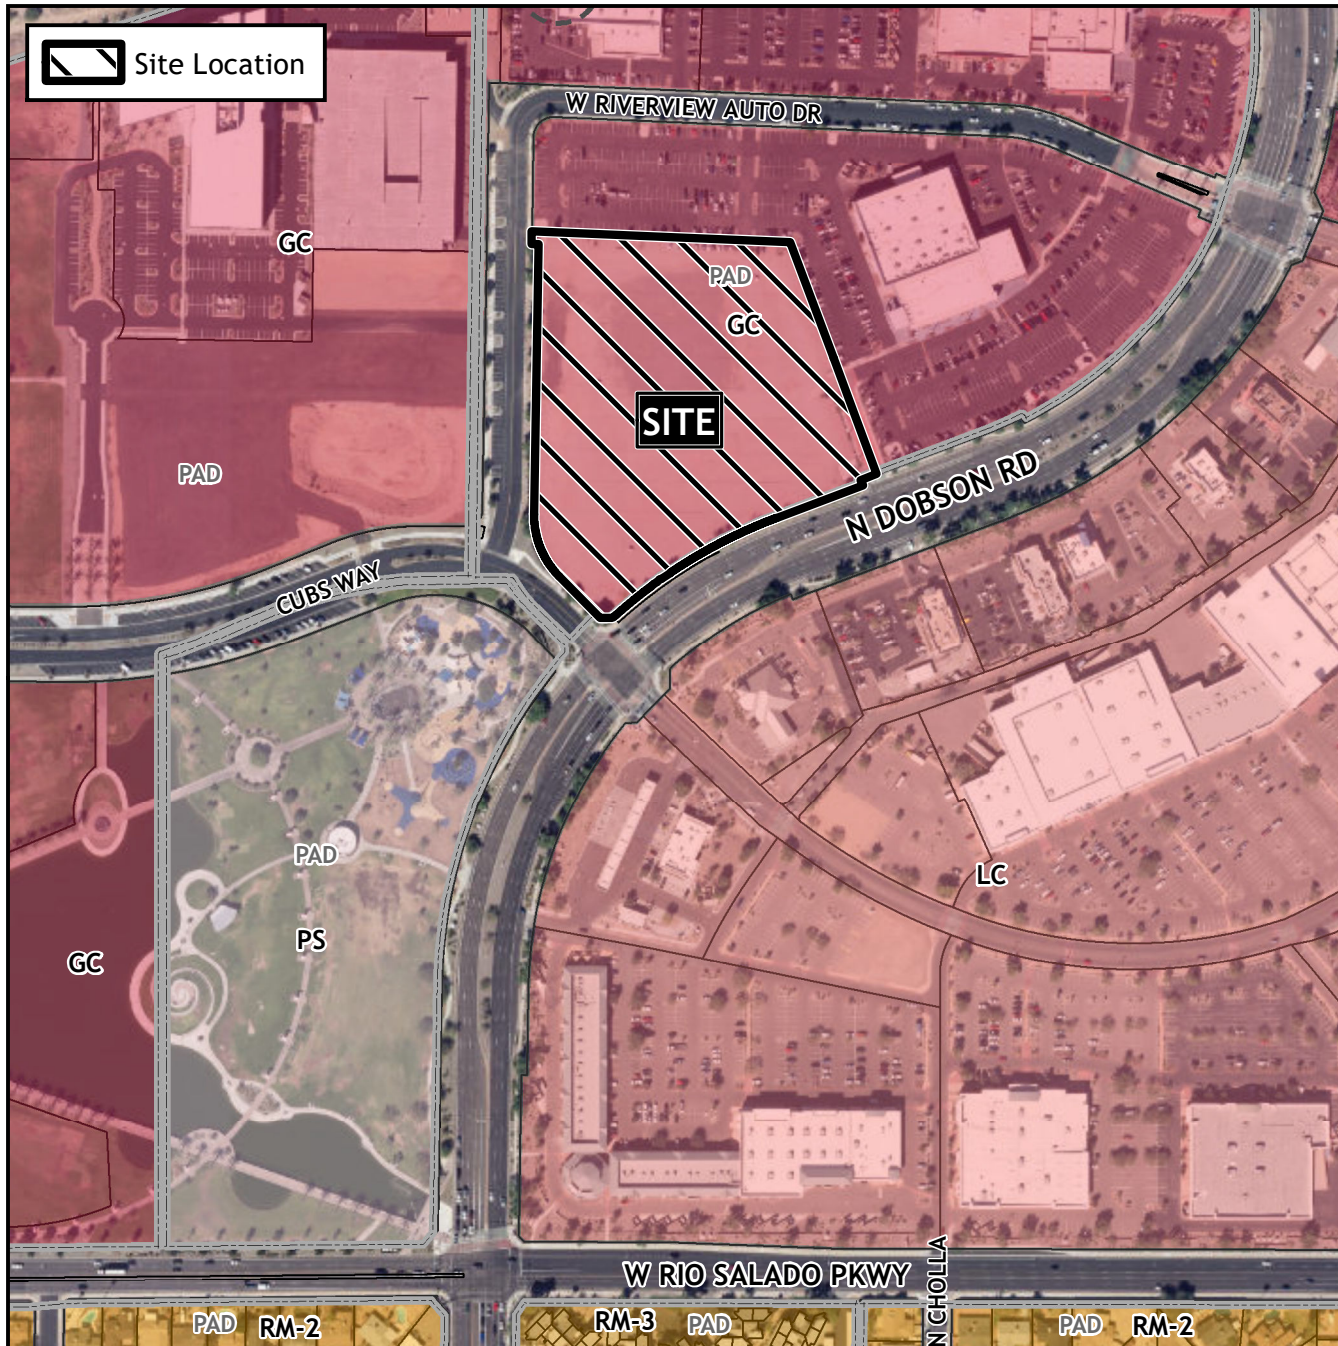 Site Location
W RIVERVIEW AUTO DR
GC
PAD
GC
SITE
PAD
N DOBSON RD
CUBS WAY
PAD
LC
PS
GC
N CHOLLA
W RIO SALADO PKWY
PAD RM-2
RM-3 PAD
PAD RM-2